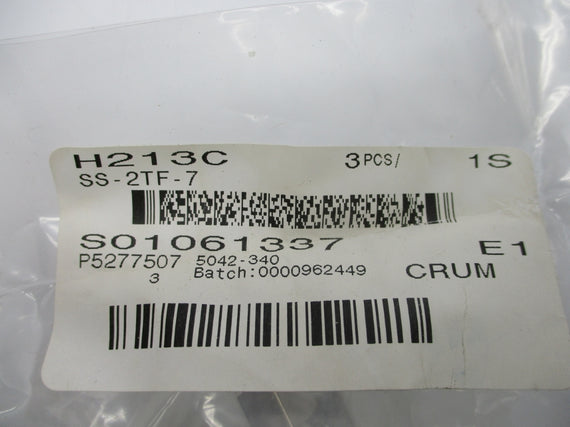 H213C 3PCS/ 1S
SS-2TF-7
S01061337 E1
P5277507 5042-340
3 Batch:0000962449 CRUM